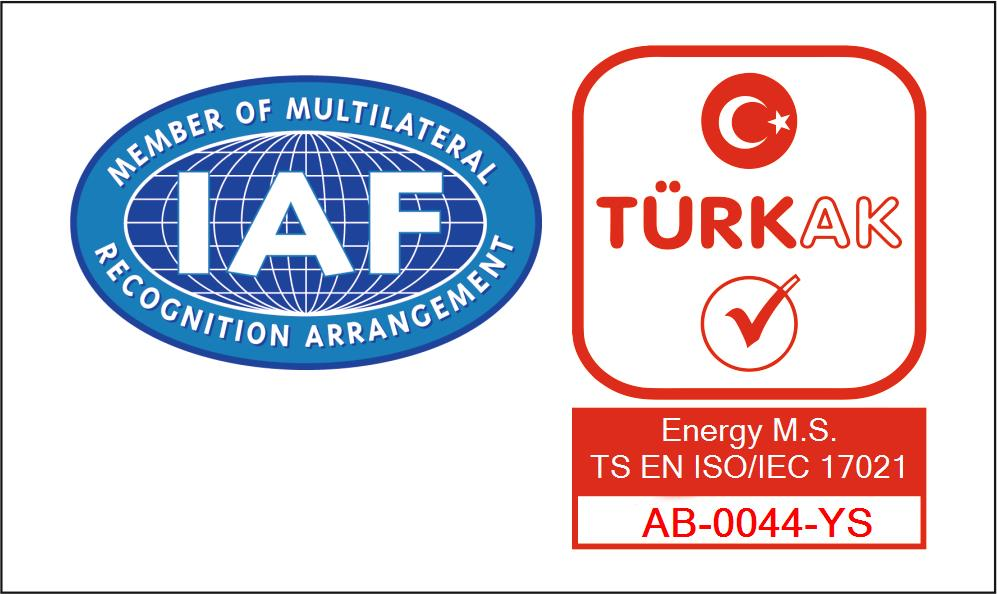 MEMBER OF MULTILATERAL
IAF
RECOGNITION ARRANGEMENT
TÜRKAK
Energy M.S.
TS EN ISO/IEC 17021
AB-0044-YS